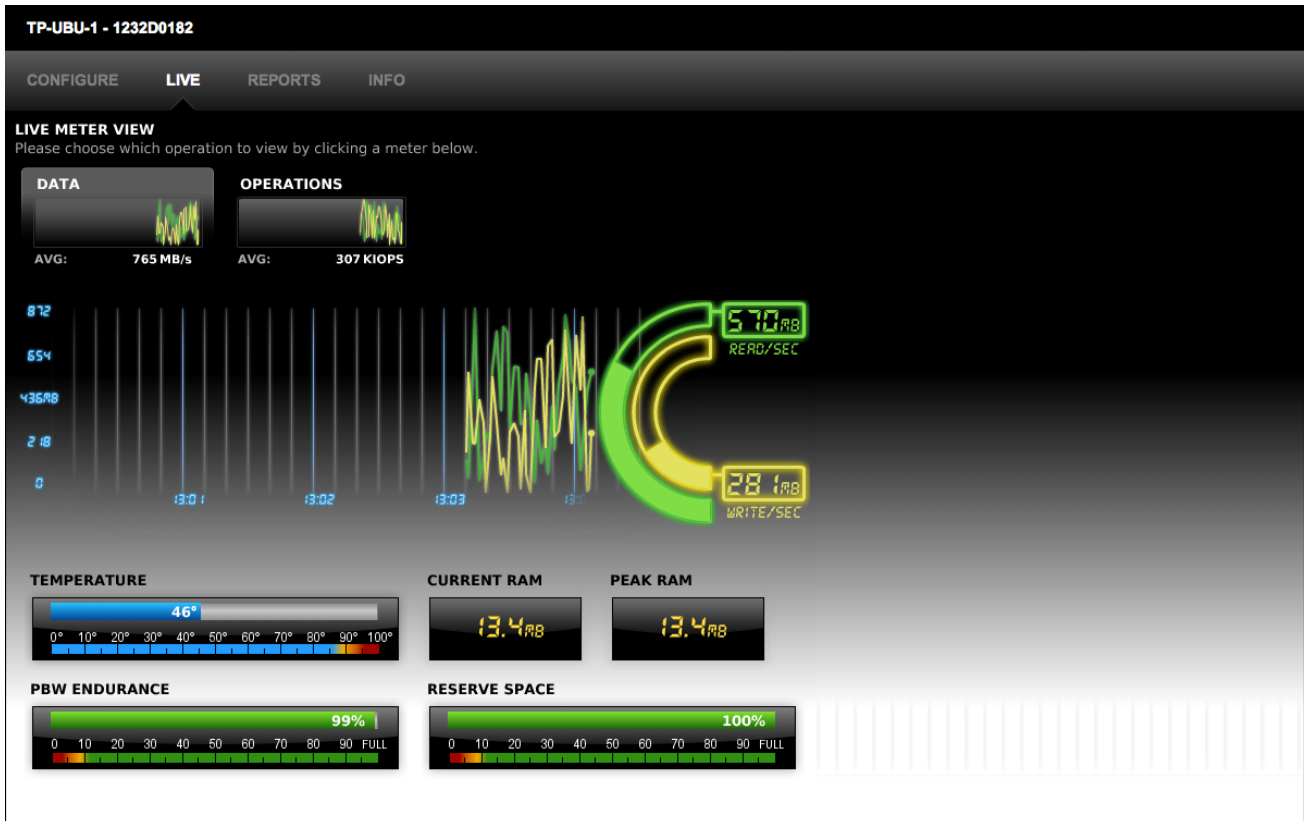 TP-UBU-1 - 1232D0182
CONFIGURE LIVE REPORTS INFO
LIVE METER VIEW
Please choose which operation to view by clicking a meter below.
DATA OPERATIONS
AVG: 765 MB/s AVG: 307 KIOPS
872
570MB
READ/SEC
654
436MB
218
281MB
WRITE/SEC
0
13:01 13:02 13:03
TEMPERATURE CURRENT RAM PEAK RAM
46°
13.4MB 13.4MB
0° 10° 20° 30° 40° 50° 60° 70° 80° 90° 100°
PBW ENDURANCE RESERVE SPACE
99% 100%
0 10 20 30 40 50 60 70 80 90 FULL 0 10 20 30 40 50 60 70 80 90 FULL